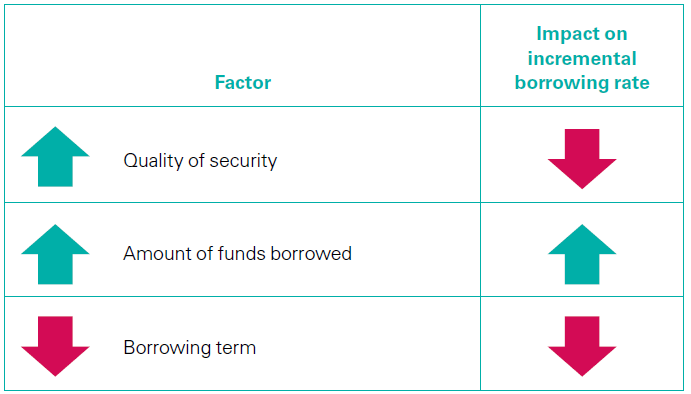 Factor
Impact on
incremental
borrowing rate
Quality of security
Amount of funds borrowed
Borrowing term